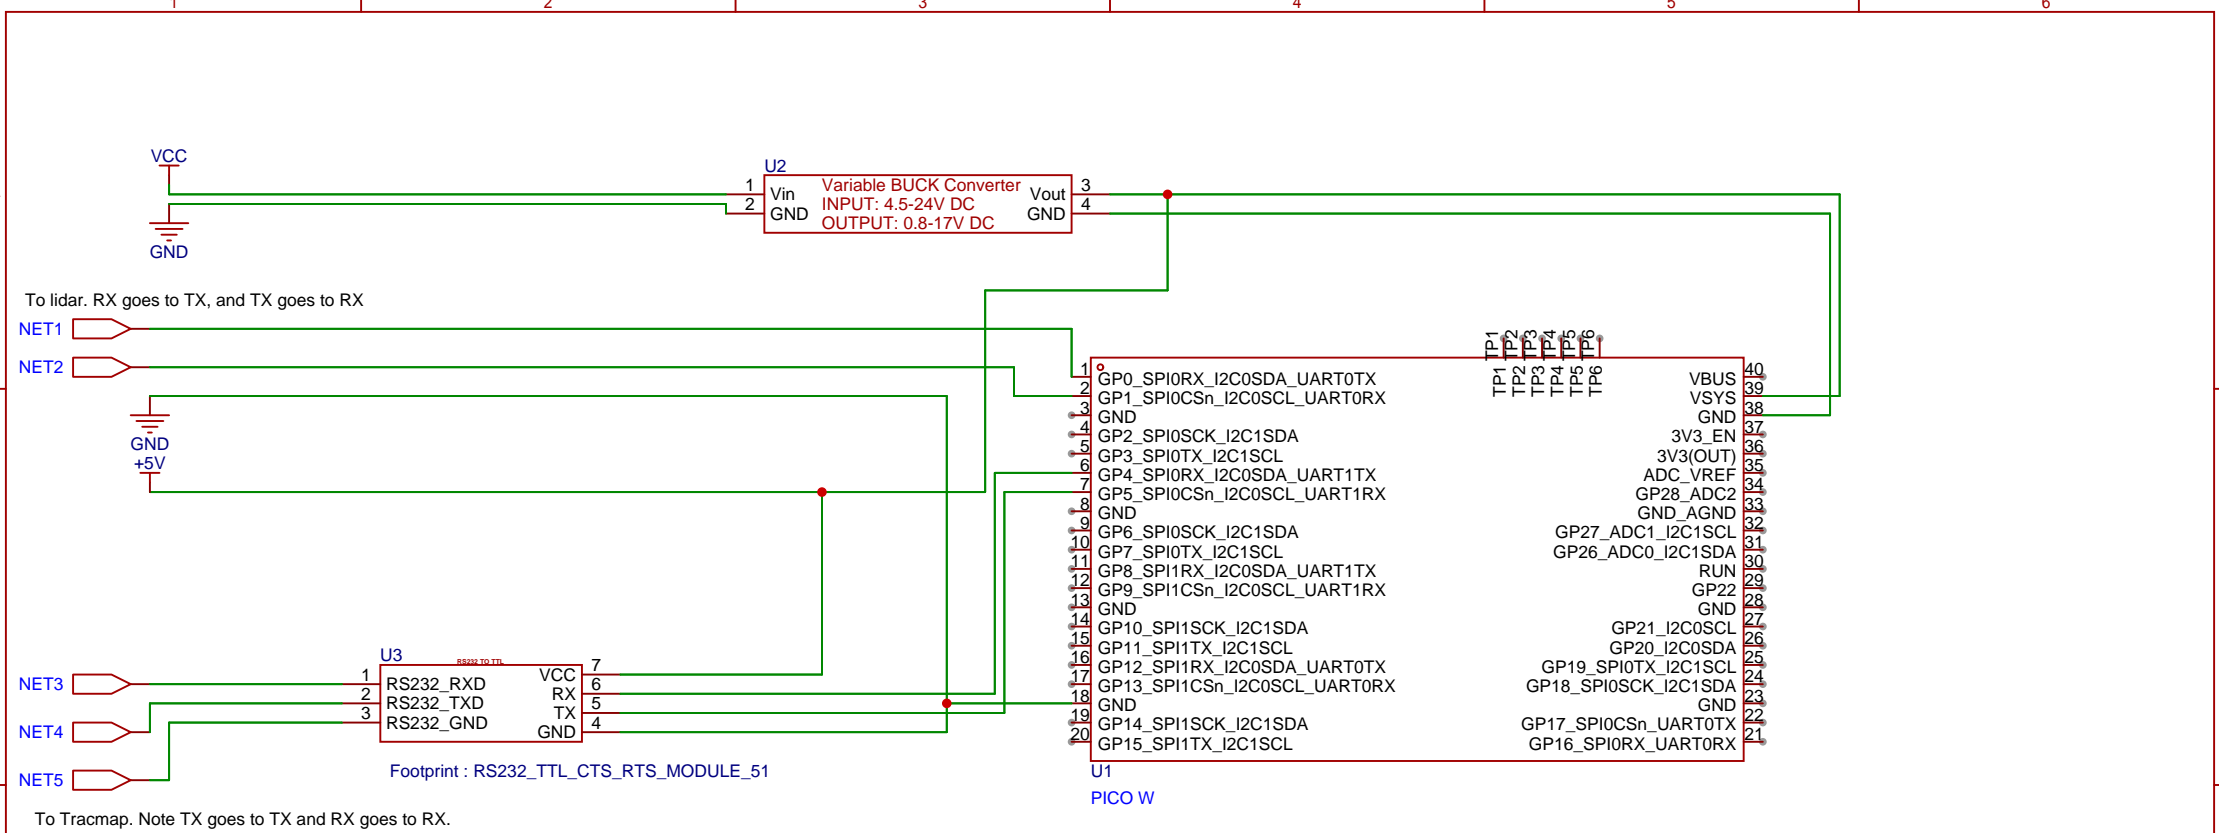 1 2 3 4 5 6
VCC
GND
U2
1 Vin
2 GND
Variable BUCK Converter
INPUT: 4.5-24V DC
OUTPUT: 0.8-17V DC
Vout 3
GND 4
To lidar. RX goes to TX, and TX goes to RX
NET1
NET2
GND
+5V
TP1 TP2 TP3 TP4 TP5 TP6
TP1 TP2 TP3 TP4 TP5 TP6
1 GP0_SPI0RX_I2C0SDA_UART0TX
2 GP1_SPI0CSn_I2C0SCL_UART0RX
3 GND
4 GP2_SPI0SCK_I2C1SDA
5 GP3_SPI0TX_I2C1SCL
6 GP4_SPI0RX_I2C0SDA_UART1TX
7 GP5_SPI0CSn_I2C0SCL_UART1RX
8 GND
9 GP6_SPI0SCK_I2C1SDA
10 GP7_SPI0TX_I2C1SCL
11 GP8_SPI1RX_I2C0SDA_UART1TX
12 GP9_SPI1CSn_I2C0SCL_UART1RX
13 GND
14 GP10_SPI1SCK_I2C1SDA
15 GP11_SPI1TX_I2C1SCL
16 GP12_SPI1RX_I2C0SDA_UART0TX
17 GP13_SPI1CSn_I2C0SCL_UART0RX
18 GND
19 GP14_SPI1SCK_I2C1SDA
20 GP15_SPI1TX_I2C1SCL
VBUS 40
VSYS 39
GND 38
3V3_EN 37
3V3(OUT) 36
ADC_VREF 35
GP28_ADC2 34
GND_AGND 33
GP27_ADC1_I2C1SCL 32
GP26_ADC0_I2C1SDA 31
RUN 30
GP22 29
GND 28
GP21_I2C0SCL 27
GP20_I2C0SDA 26
GP19_SPI0TX_I2C1SCL 25
GP18_SPI0SCK_I2C1SDA 24
GND 23
GP17_SPI0CSn_UART0TX 22
GP16_SPI0RX_UART0RX 21
U1
PICO W
U3
RS232 TO TTL
NET3
NET4
NET5
1 RS232_RXD
2 RS232_TXD
3 RS232_GND
VCC 7
RX 6
TX 5
GND 4
Footprint : RS232_TTL_CTS_RTS_MODULE_51
To Tracmap. Note TX goes to TX and RX goes to RX.